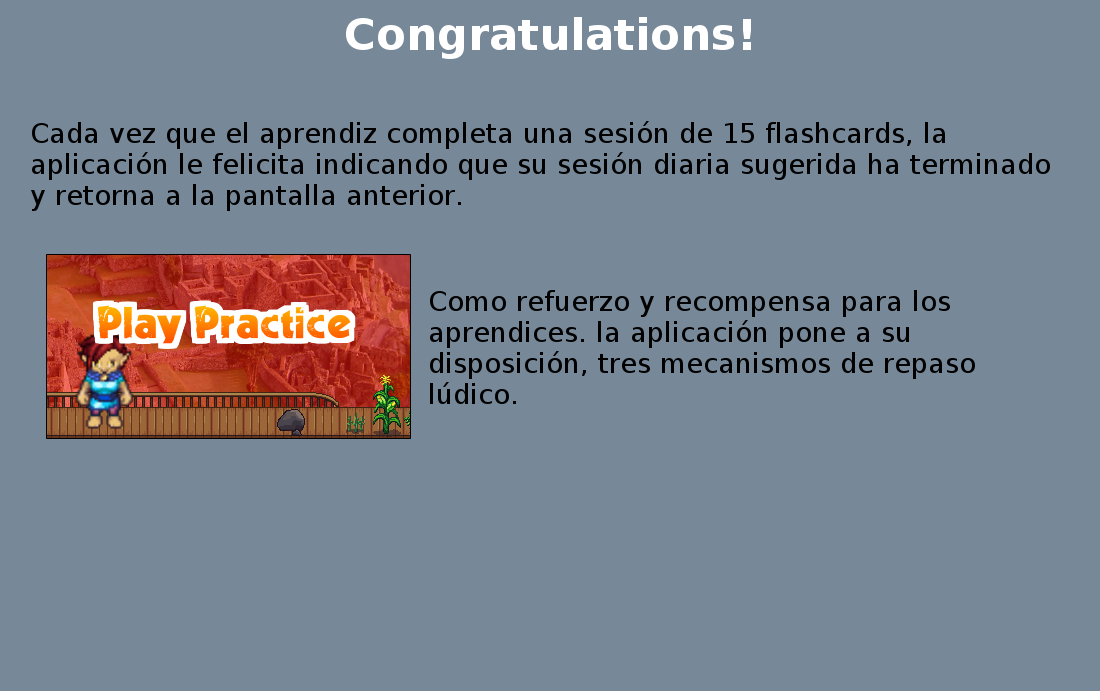 Congratulations!
Cada vez que el aprendiz completa una sesión de 15 flashcards, la
aplicación le felicita indicando que su sesión diaria sugerida ha terminado
y retorna a la pantalla anterior.
Play Practice
Como refuerzo y recompensa para los
aprendices. la aplicación pone a su
disposición, tres mecanismos de repaso
lúdico.